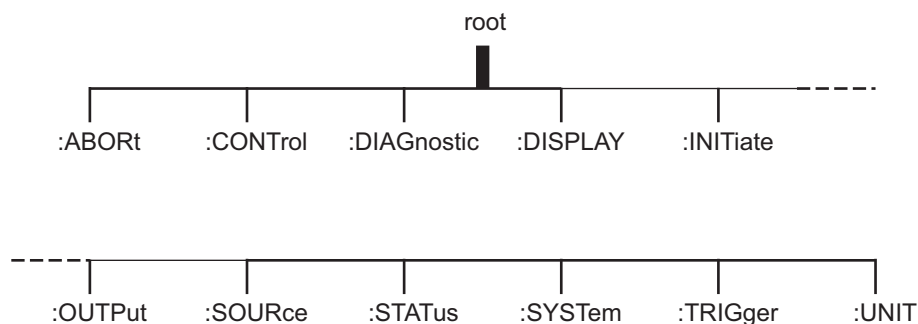 root
:ABORt :CONTrol :DIAGnostic :DISPLAY :INITiate
:OUTPut :SOURce :STATus :SYSTem :TRIGger :UNIT